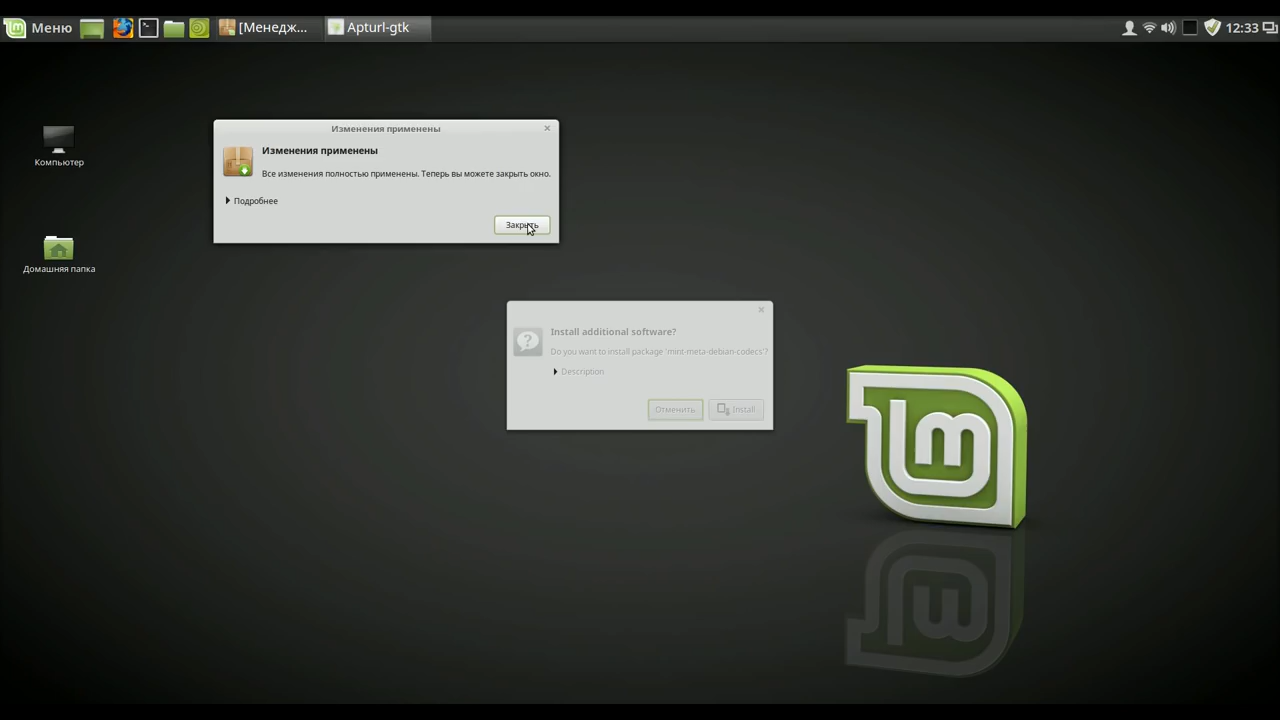 Меню
[Менедж...
Apturl-gtk
12:33
Компьютер
Домашняя папка
Изменения применены
Изменения применены
Все изменения полностью применены. Теперь вы можете закрыть окно.
Подробнее
Закрыть
Install additional software?
Do you want to install package 'mint-meta-debian-codecs'?
Description
Отменить
Install